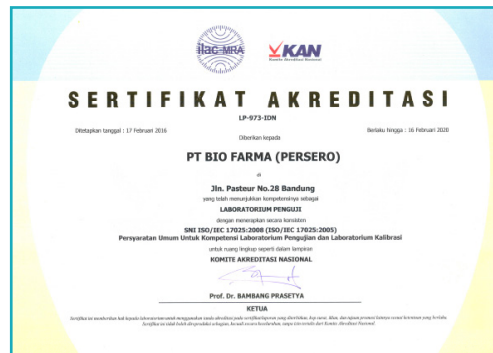 ilac-MRA
KAN
Komite Akreditasi Nasional
SERTIFIKAT AKREDITASI
LP-973-IDN
Ditetapkan tanggal : 17 Februari 2016
Berlaku hingga : 16 Februari 2020
Diberikan kepada
PT BIO FARMA (PERSERO)
di
Jln. Pasteur No.28 Bandung
yang telah menunjukkan kompetensinya sebagai
LABORATORIUM PENGUJI
dengan menerapkan secara konsisten
SNI ISO/IEC 17025:2008 (ISO/IEC 17025:2005)
Persyaratan Umum Untuk Kompetensi Laboratorium Pengujian dan Laboratorium Kalibrasi
untuk ruang lingkup seperti dalam lampiran
KOMITE AKREDITASI NASIONAL
Prof. Dr. BAMBANG PRASETYA
KETUA